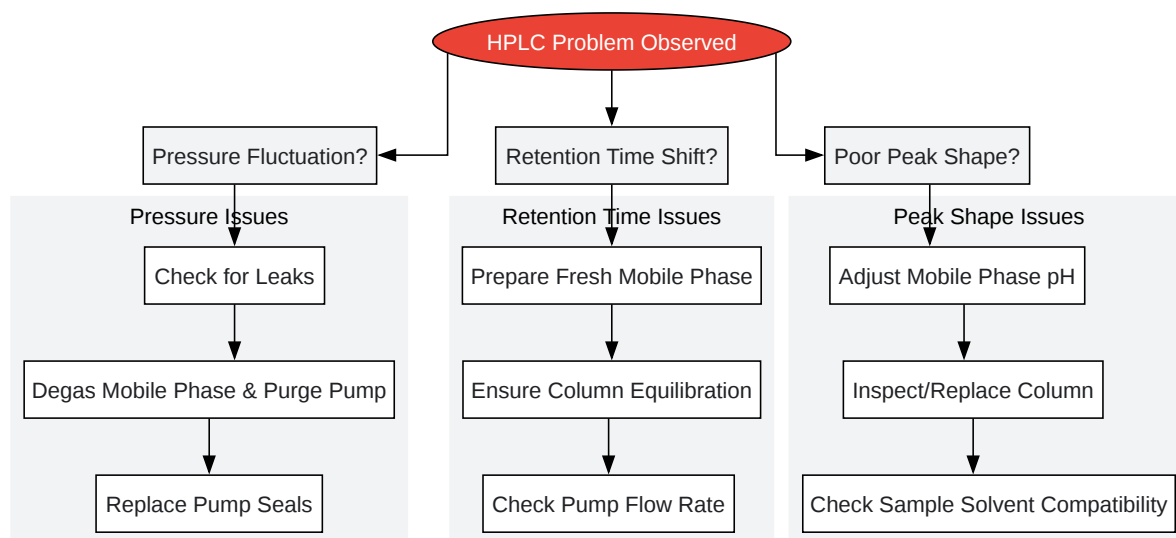 HPLC Problem Observed
Pressure Fluctuation?
Retention Time Shift?
Poor Peak Shape?
Pressure Issues
Retention Time Issues
Peak Shape Issues
Check for Leaks
Prepare Fresh Mobile Phase
Adjust Mobile Phase pH
Degas Mobile Phase & Purge Pump
Ensure Column Equilibration
Inspect/Replace Column
Replace Pump Seals
Check Pump Flow Rate
Check Sample Solvent Compatibility